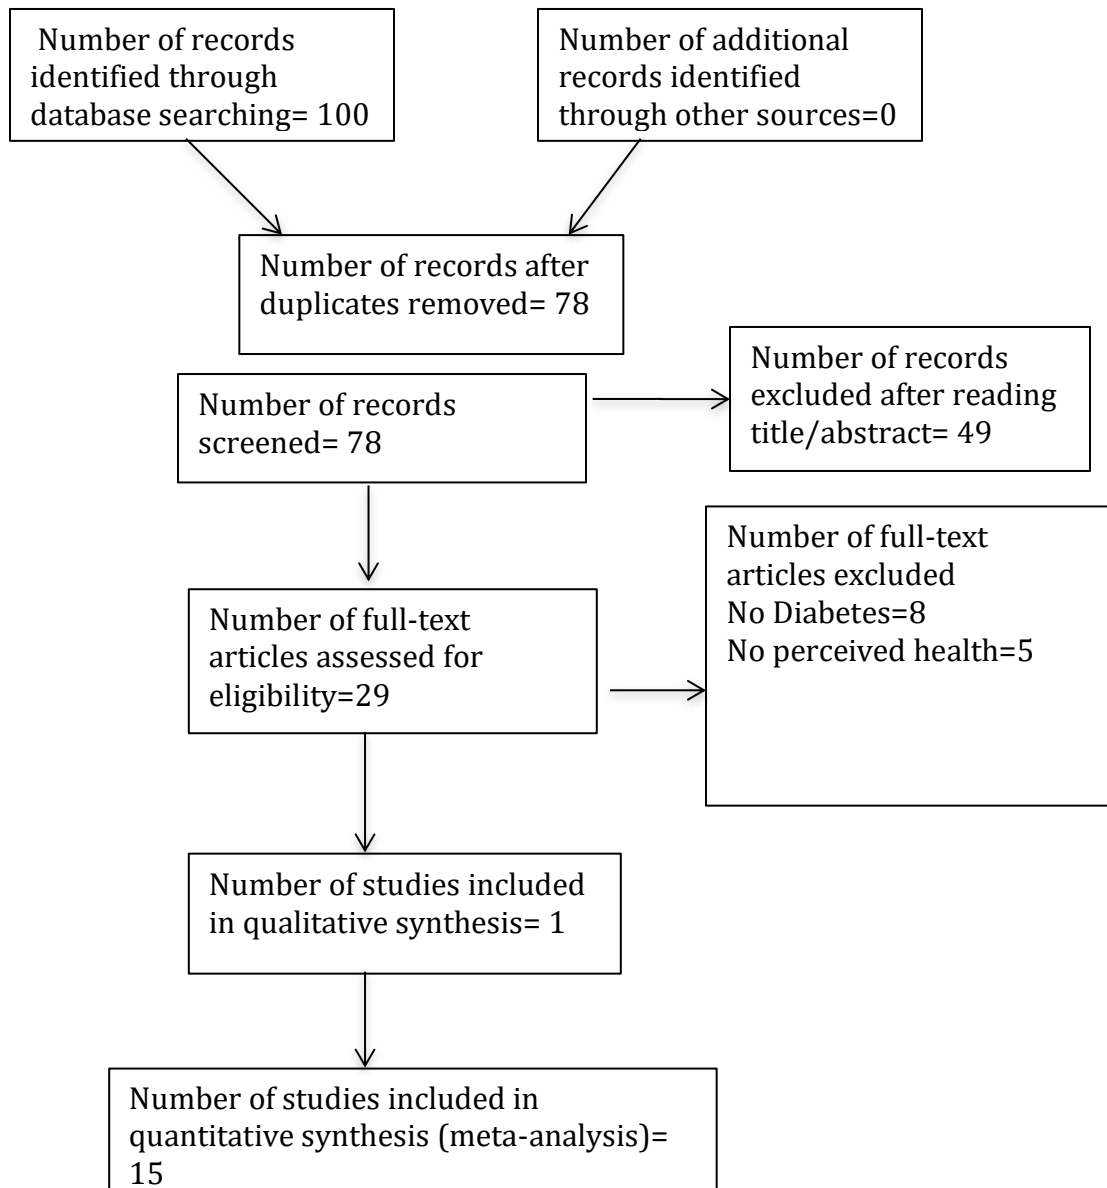 Number of records
identified through
database searching= 100
Number of additional
records identified
through other sources=0
Number of records after
duplicates removed= 78
Number of records
screened= 78
Number of records
excluded after reading
title/abstract= 49
Number of full-text
articles assessed for
eligibility=29
Number of full-text
articles excluded
No Diabetes=8
No perceived health=5
Number of studies included
in qualitative synthesis= 1
Number of studies included in
quantitative synthesis (meta-analysis)=
15